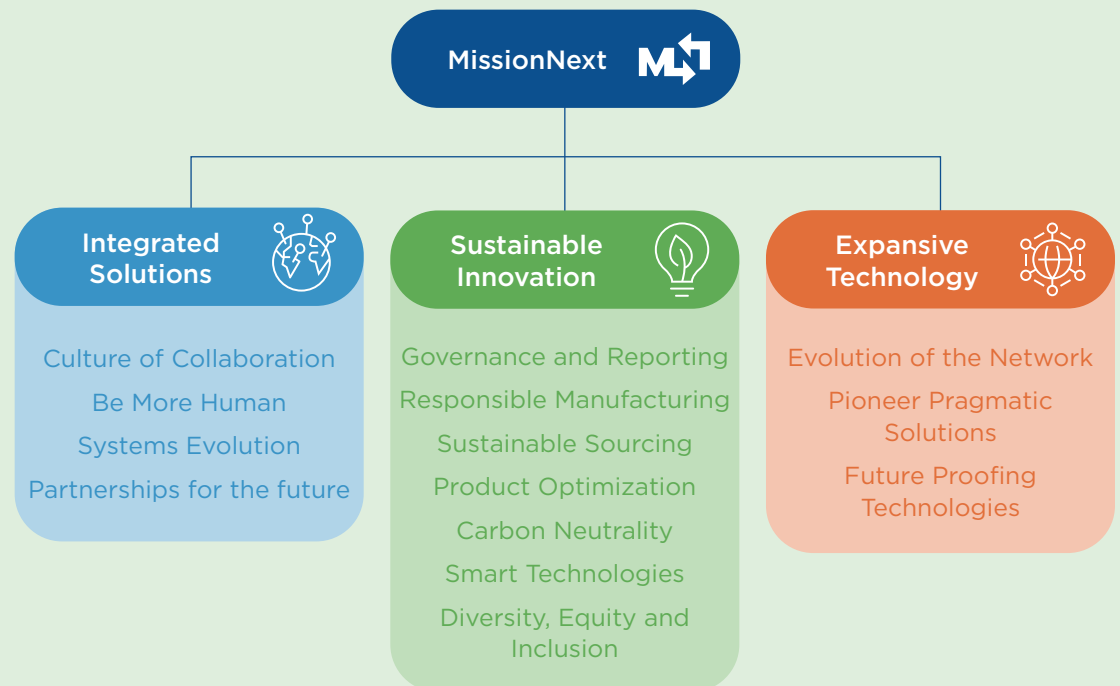 MissionNext MN
Integrated
Solutions
Culture of Collaboration
Be More Human
Systems Evolution
Partnerships for the future
Sustainable
Innovation
Governance and Reporting
Responsible Manufacturing
Sustainable Sourcing
Product Optimization
Carbon Neutrality
Smart Technologies
Diversity, Equity and
Inclusion
Expansive
Technology
Evolution of the Network
Pioneer Pragmatic
Solutions
Future Proofing
Technologies